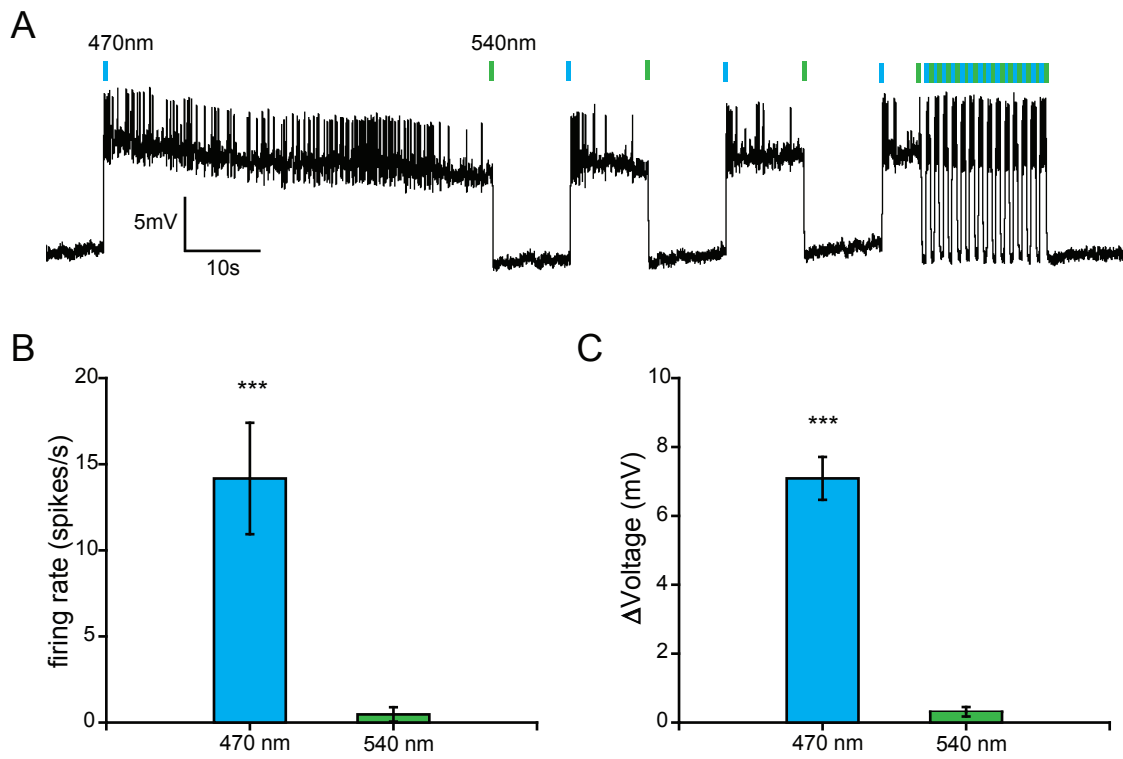 A
470nm
540nm
5mV
10s
B
20
15
10
5
0
firing rate (spikes/s)
***
470 nm
540 nm
C
10
8
6
4
2
0
ΔVoltage (mV)
***
470 nm
540 nm